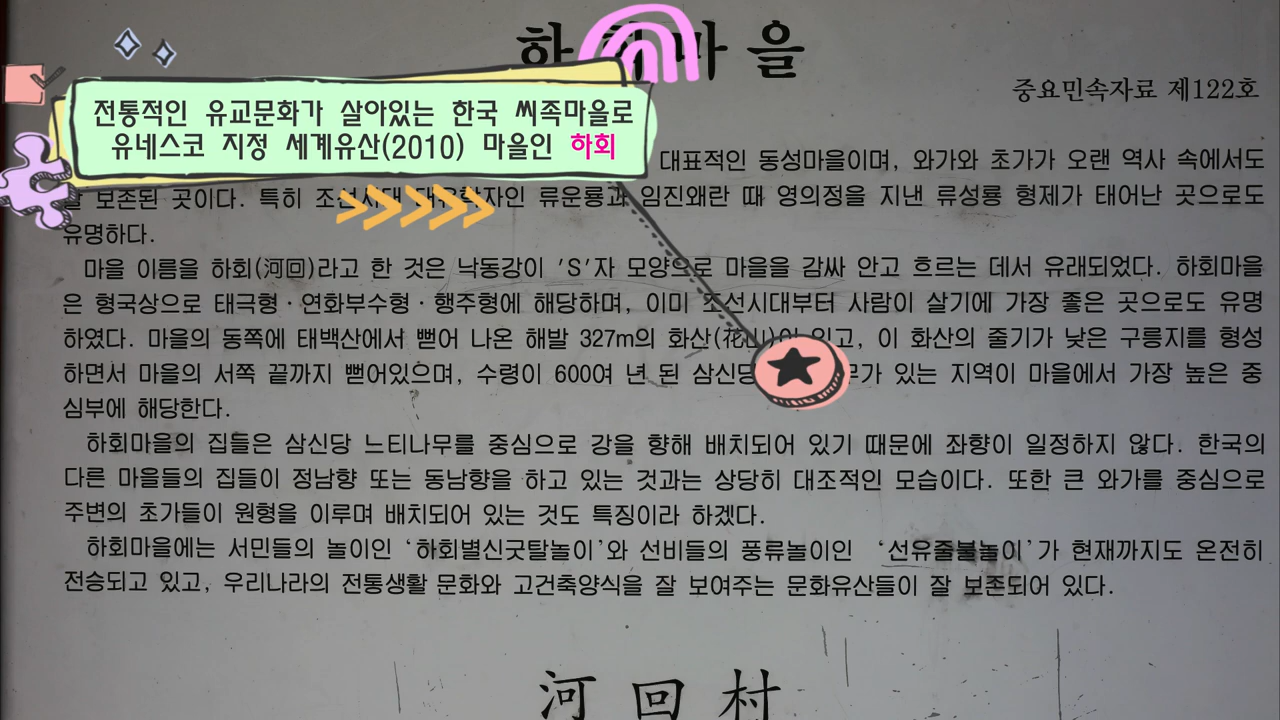 하회마을
중요민속자료 제122호
전통적인 유교문화가 살아있는 한국 씨족마을로
유네스코 지정 세계유산(2010) 마을인 하회
대표적인 동성마을이며, 와가와 초가가 오랜 역사 속에서도
보존된 곳이다. 특히 조선시대 대유학자인 류운룡과 임진왜란 때 영의정을 지낸 류성룡 형제가 태어난 곳으로도
유명하다.
마을 이름을 하회(河回)라고 한 것은 낙동강이 'S'자 모양으로 마을을 감싸 안고 흐르는 데서 유래되었다. 하회마을
은 형국상으로 태극형·연화부수형·행주형에 해당하며, 이미 조선시대부터 사람이 살기에 가장 좋은 곳으로도 유명
하였다. 마을의 동쪽에 태백산에서 뻗어 나온 해발 327m의 화산(花山)이 있고, 이 화산의 줄기가 낮은 구릉지를 형성
하면서 마을의 서쪽 끝까지 뻗어있으며, 수령이 600여 년 된 삼신당 가 있는 지역이 마을에서 가장 높은 중
심부에 해당한다.
하회마을의 집들은 삼신당 느티나무를 중심으로 강을 향해 배치되어 있기 때문에 좌향이 일정하지 않다. 한국의
다른 마을들의 집들이 정남향 또는 동남향을 하고 있는 것과는 상당히 대조적인 모습이다. 또한 큰 와가를 중심으로
주변의 초가들이 원형을 이루며 배치되어 있는 것도 특징이라 하겠다.
하회마을에는 서민들의 놀이인 '하회별신굿탈놀이'와 선비들의 풍류놀이인 '선유줄불놀이'가 현재까지도 온전히
전승되고 있고, 우리나라의 전통생활 문화와 고건축양식을 잘 보여주는 문화유산들이 잘 보존되어 있다.
河回村